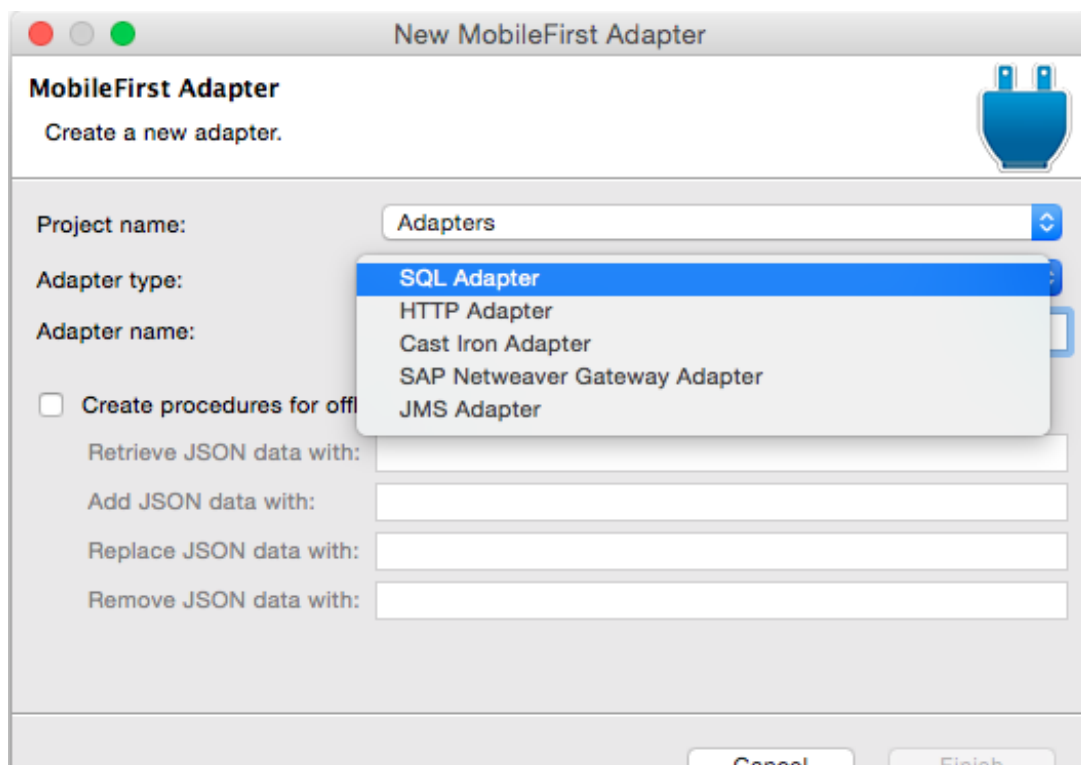 New MobileFirst Adapter
MobileFirst Adapter
Create a new adapter.
Project name:
Adapters
Adapter type:
SQL Adapter
HTTP Adapter
Cast Iron Adapter
SAP Netweaver Gateway Adapter
JMS Adapter
Adapter name:
Create procedures for
Retrieve JSON data with:
Add JSON data with:
Replace JSON data with:
Remove JSON data with:
Cancel
Finish